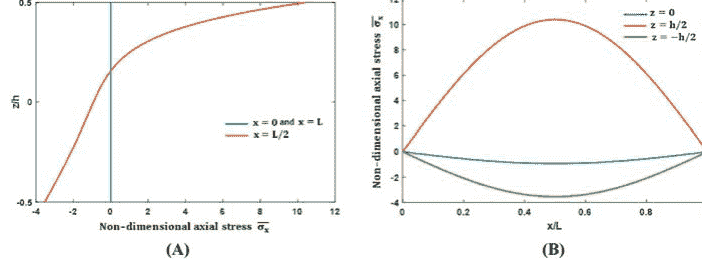 0.5
0
-0.5
z/h
-4 -2 0 2 4 6 8 10 12
Non-dimensional axial stress σx
x = 0 and x = L
x = L/2
(A)
12
10
8
6
4
2
0
-2
-4
Non-dimensional axial stress σx
z = 0
z = h/2
z = -h/2
0 0.2 0.4 0.6 0.8
x/L
(B)